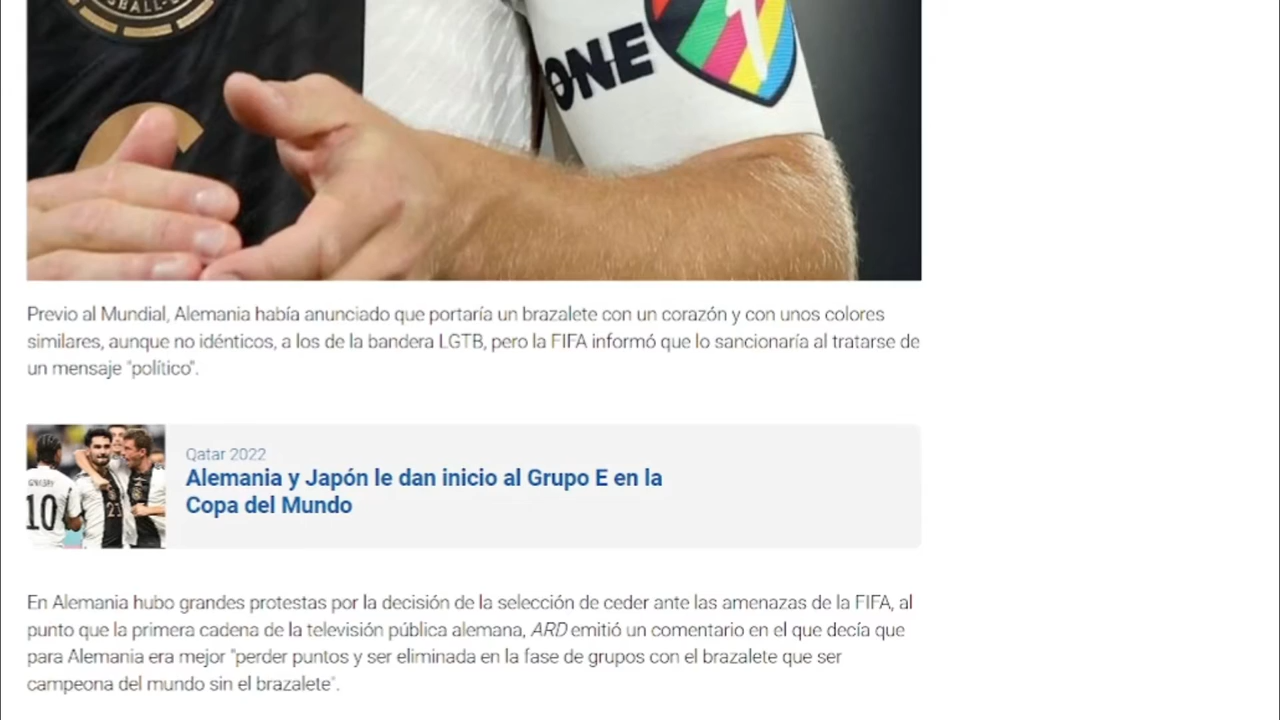 BALL-
ONE
1
Previo al Mundial, Alemania había anunciado que portaría un brazalete con un corazón y con unos colores
similares, aunque no idénticos, a los de la bandera LGTB, pero la FIFA informó que lo sancionaría al tratarse de
un mensaje "político".
GNABRY
10
21
Qatar 2022
Alemania y Japón le dan inicio al Grupo E en la
Copa del Mundo
En Alemania hubo grandes protestas por la decisión de la selección de ceder ante las amenazas de la FIFA, al
punto que la primera cadena de la televisión pública alemana, ARD emitió un comentario en el que decía que
para Alemania era mejor "perder puntos y ser eliminada en la fase de grupos con el brazalete que ser
campeona del mundo sin el brazalete".